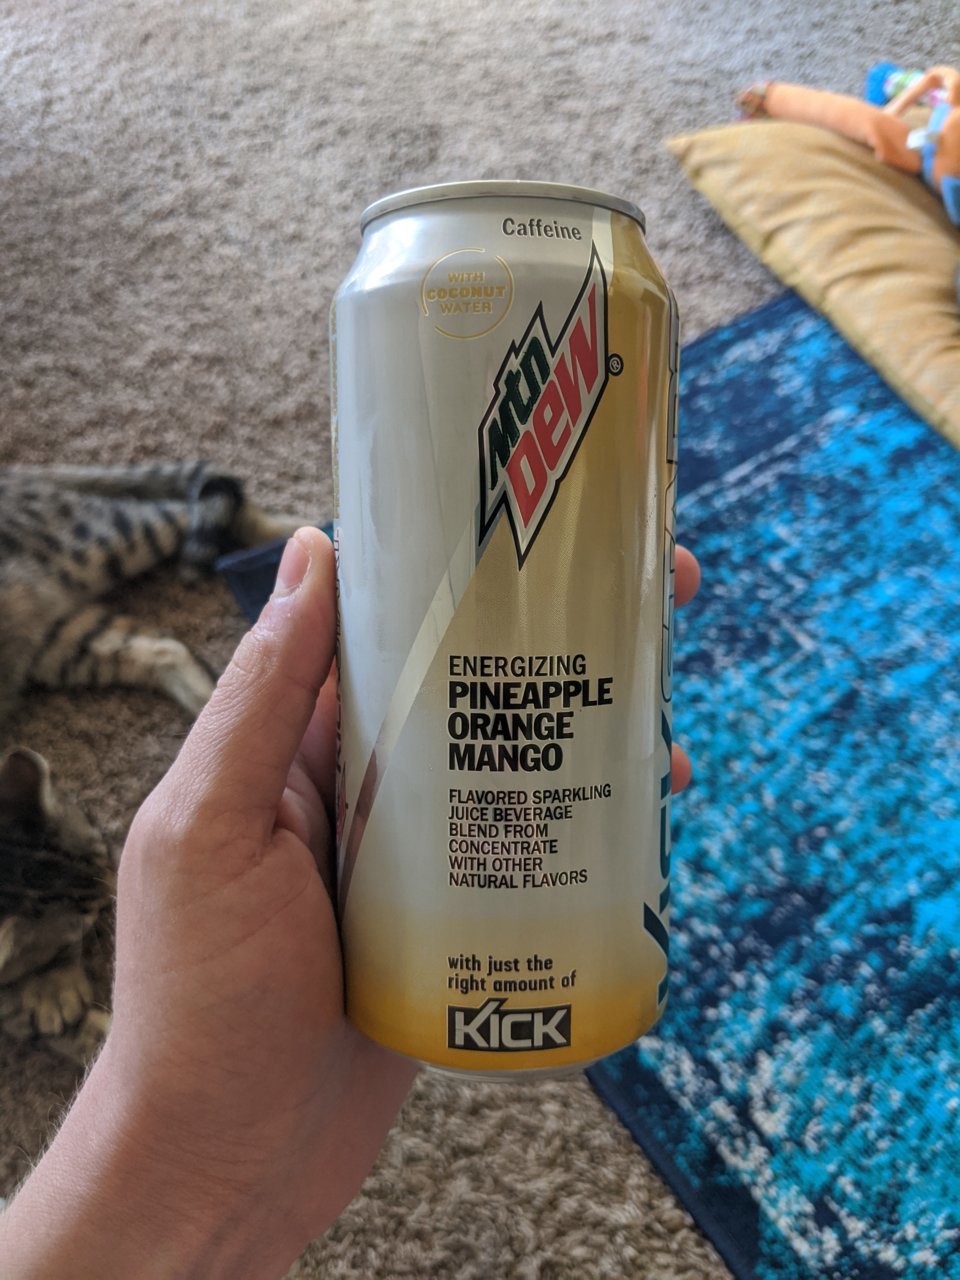 Caffeine
WITH
COCONUT
WATER
Mtn
Dew®
ENERGIZING
PINEAPPLE
ORANGE
MANGO
FLAVORED SPARKLING
JUICE BEVERAGE
BLEND FROM
CONCENTRATE
WITH OTHER
NATURAL FLAVORS
with just the
right amount of
KICK